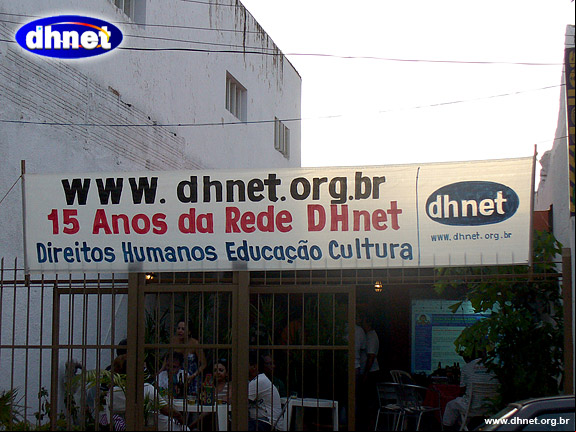 dhnet
www. dhnet.org.br
15 Anos da Rede DHnet
Direitos Humanos Educação Cultura
dhnet
www.dhnet.org.br
www.dhnet.org.br